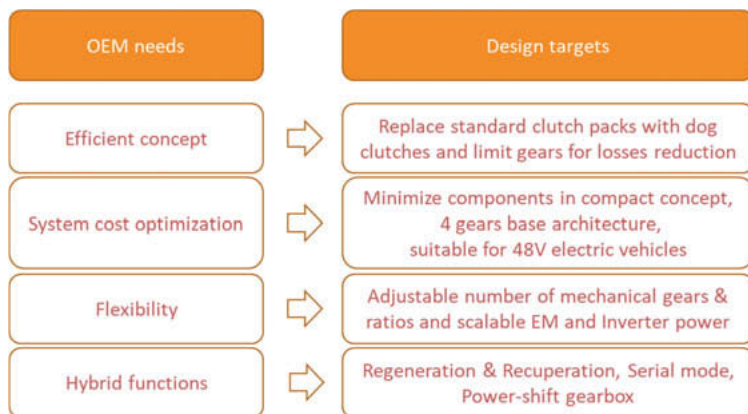 OEM needs
Design targets
Efficient concept
Replace standard clutch packs with dog
clutches and limit gears for losses reduction
System cost optimization
Minimize components in compact concept,
4 gears base architecture,
suitable for 48V electric vehicles
Flexibility
Adjustable number of mechanical gears &
ratios and scalable EM and Inverter power
Hybrid functions
Regeneration & Recuperation, Serial mode,
Power-shift gearbox